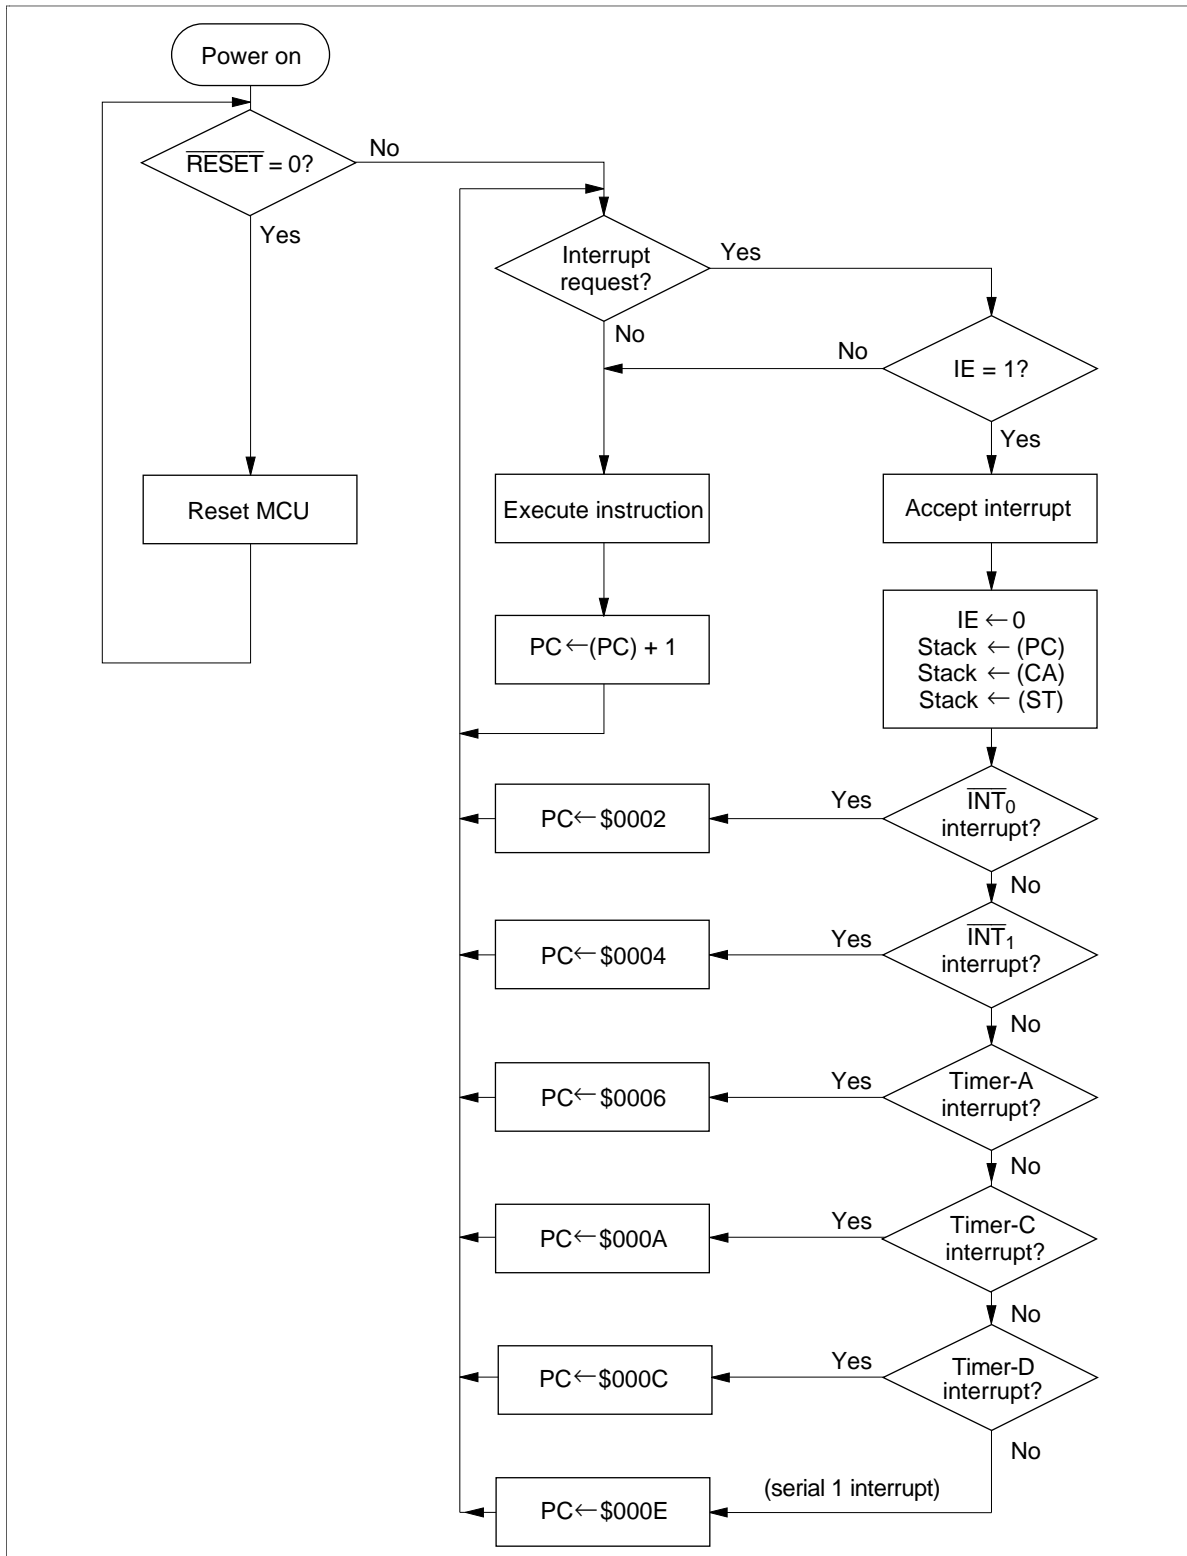 Power on
RESET = 0?
No
Yes
Interrupt
request?
Yes
No
No
IE = 1?
Yes
Reset MCU
Execute instruction
Accept interrupt
PC←(PC) + 1
IE ← 0
Stack ← (PC)
Stack ← (CA)
Stack ← (ST)
PC←$0002
Yes
INT0
interrupt?
No
PC←$0004
Yes
INT1
interrupt?
No
PC←$0006
Yes
Timer-A
interrupt?
No
PC←$000A
Yes
Timer-C
interrupt?
No
PC←$000C
Yes
Timer-D
interrupt?
No
PC←$000E
(serial 1 interrupt)